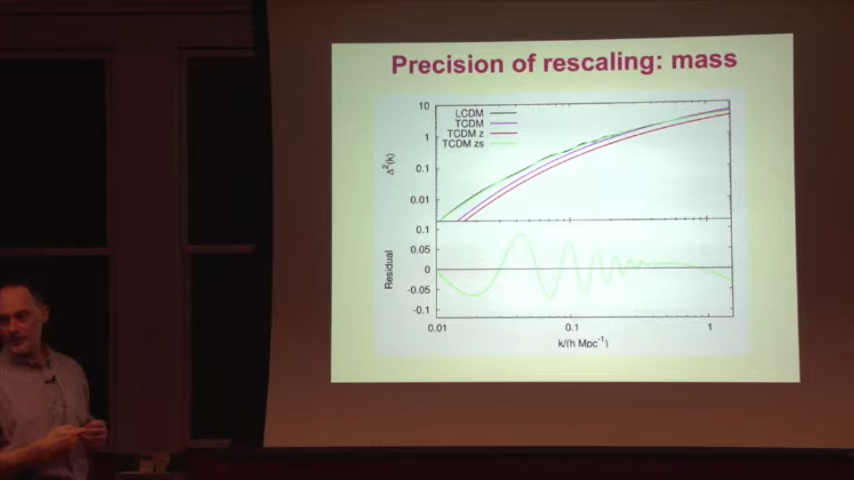 Precision of rescaling: mass
10
LCDM
1
TCDM
TCDM z
TCDM zs
0.1
Δ²(k)
0.01
0.1
0.05
Residual
0
-0.05
-0.1
0.01
0.1
1
k/(h Mpc⁻¹)